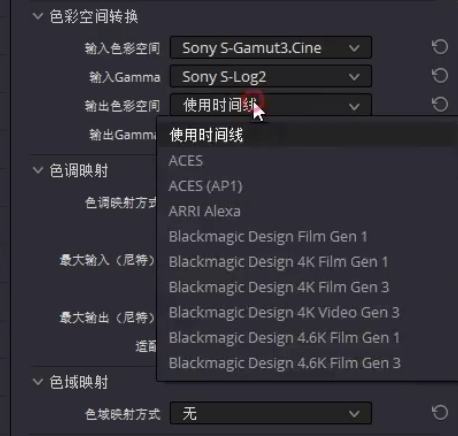 色彩空间转换
输入色彩空间 Sony S-Gamut3.Cine
输入Gamma Sony S-Log2
输出色彩空间 使用时间线
输出Gamma
使用时间线
ACES
色调映射
ACES (AP1)
色调映射方式
ARRI Alexa
Blackmagic Design Film Gen 1
最大输入（尼特）
Blackmagic Design 4K Film Gen 1
Blackmagic Design 4K Film Gen 3
最大输出（尼特）
Blackmagic Design 4K Video Gen 3
Blackmagic Design 4.6K Film Gen 1
适配
Blackmagic Design 4.6K Film Gen 3
色域映射
色域映射方式 无